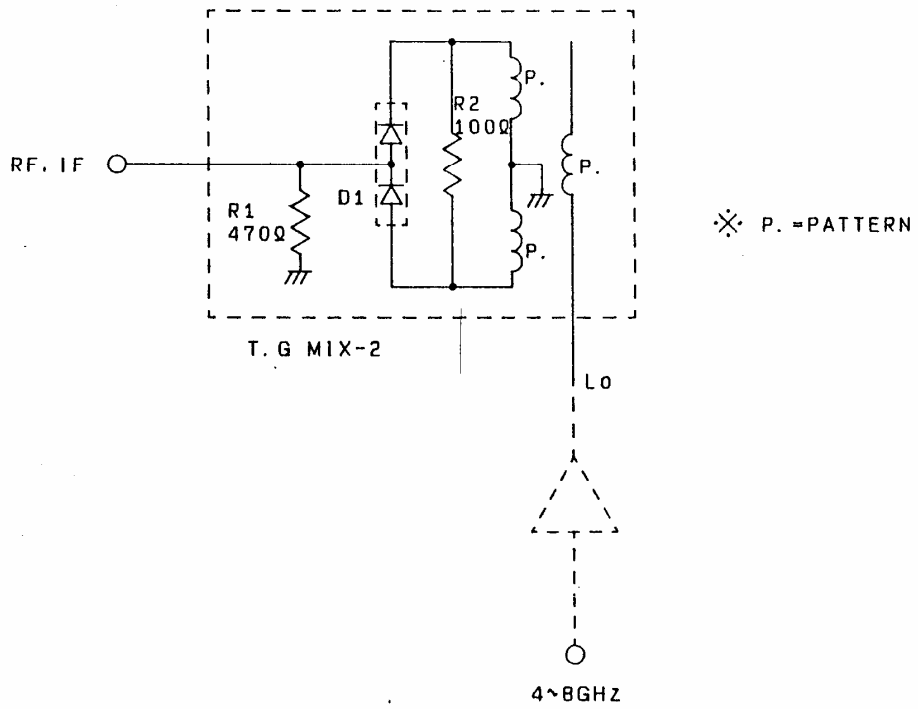 P.
R2
100Ω
RF. IF
P.
D1
R1
470Ω
※ P.=PATTERN
P.
T.G MIX-2
Lo
4~8GHz